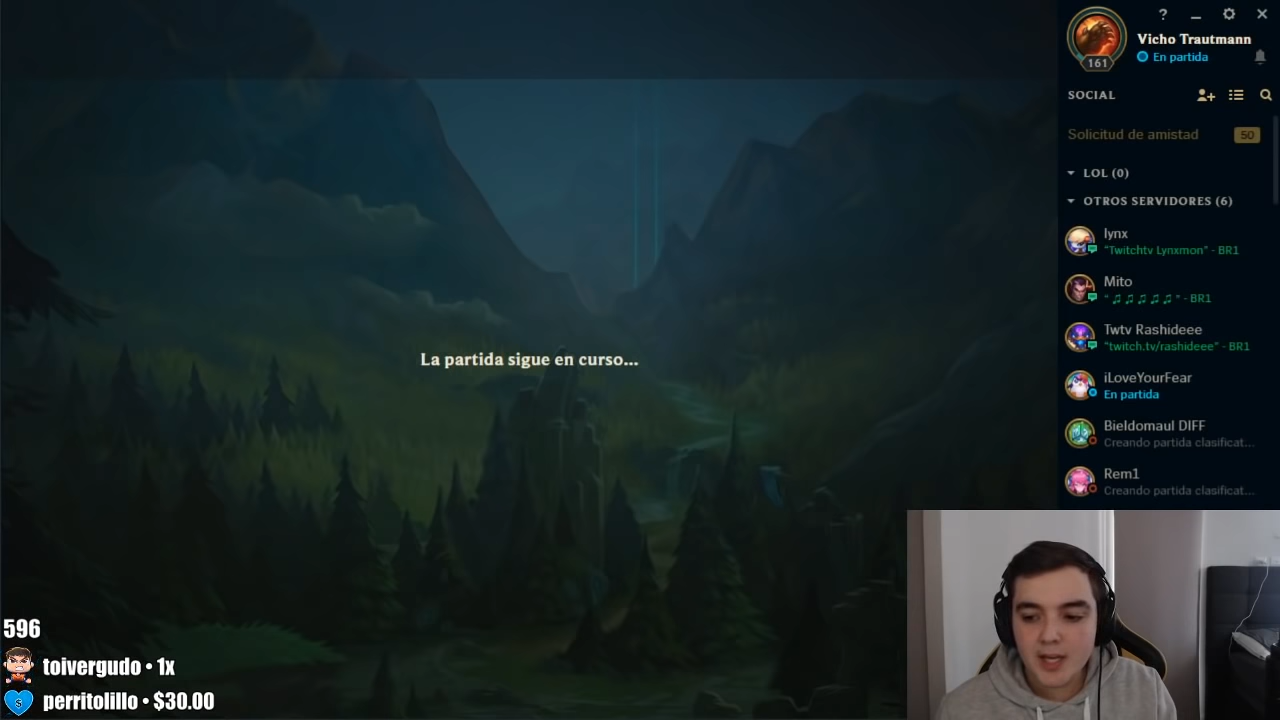 ?
Vicho Trautmann
161
En partida
SOCIAL
Solicitud de amistad
50
LOL (0)
OTROS SERVIDORES (6)
lynx
"Twitchtv Lynxmon" - BR1
Mito
" ♫ ♫ ♫ ♫ ♫ " - BR1
Twtv Rashideee
"twitch.tv/rashideee" - BR1
iLoveYourFear
En partida
Bieldomaul DIFF
Creando partida clasificat...
Rem1
Creando partida clasificat...
La partida sigue en curso...
596
toivergudo • 1x
$
perritolillo • $30.00